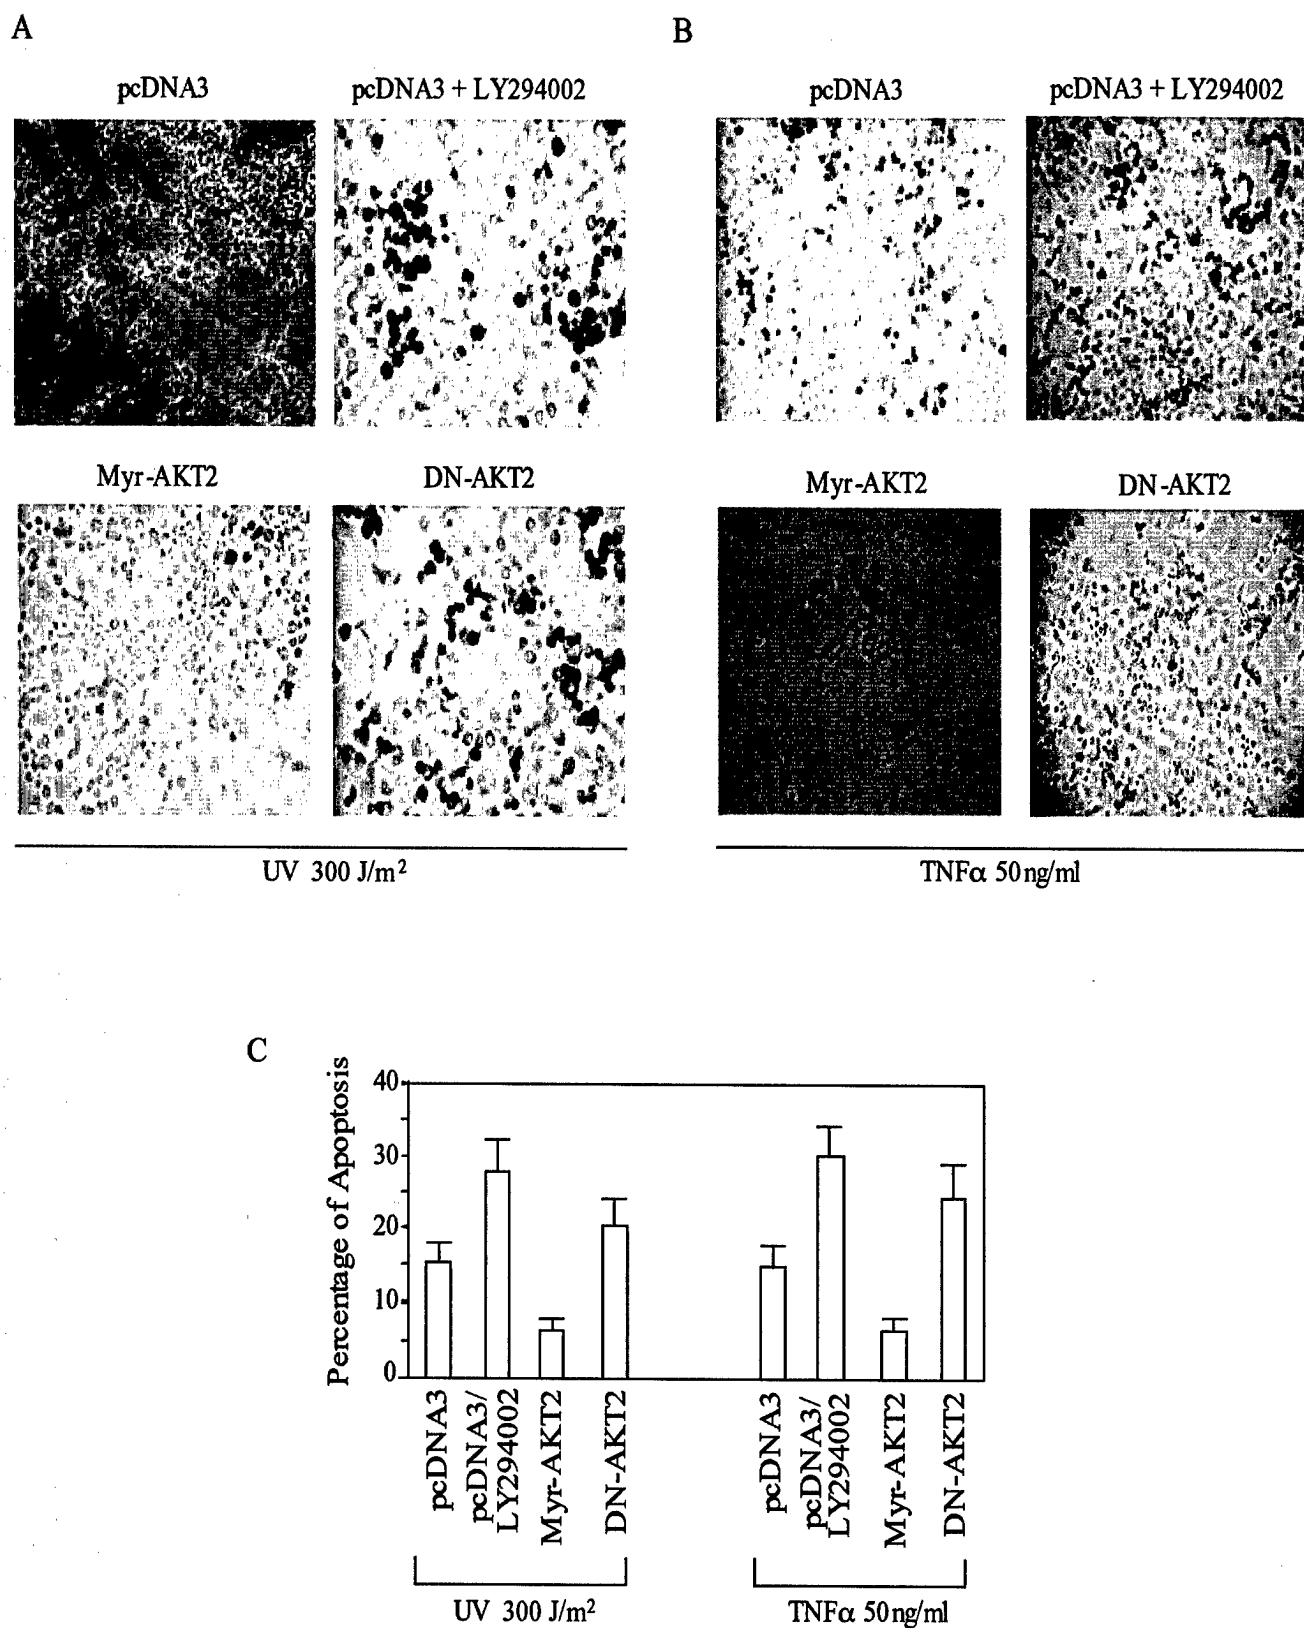 A
B
pcDNA3
pcDNA3 + LY294002
pcDNA3
pcDNA3 + LY294002
Myr-AKT2
DN-AKT2
Myr-AKT2
DN-AKT2
UV 300 J/m²
TNFα 50ng/ml
C
Percentage of Apoptosis
40
30
20
10
0
pcDNA3
pcDNA3/
LY294002
Myr-AKT2
DN-AKT2
pcDNA3
pcDNA3/
LY294002
Myr-AKT2
DN-AKT2
UV 300 J/m²
TNFα 50ng/ml